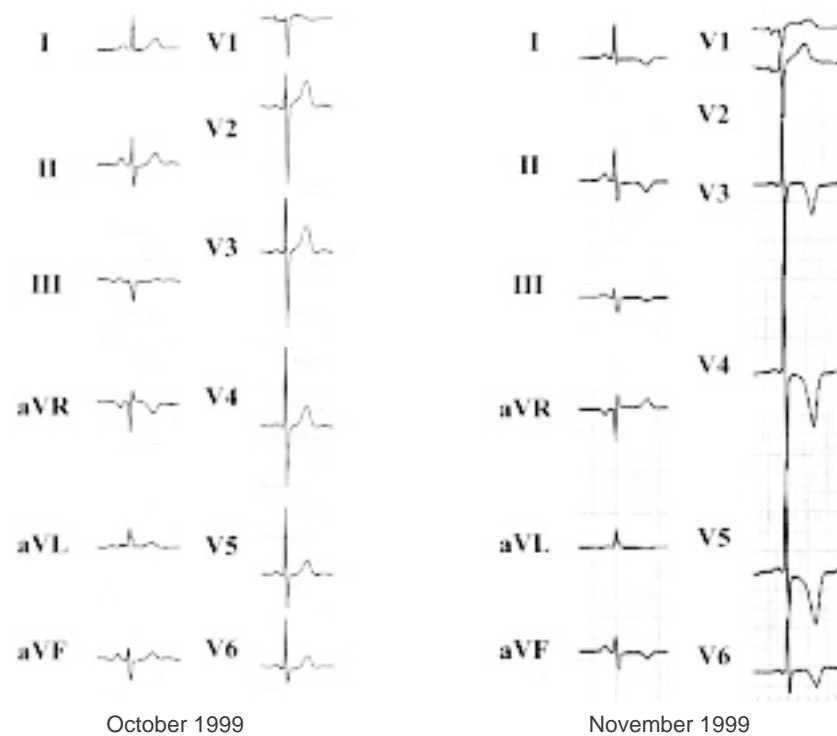 I
V1
V2
II
V3
III
aVR
V4
aVL
V5
aVF
V6
October 1999
I
V1
V2
II
V3
III
V4
aVR
aVL
V5
aVF
V6
November 1999